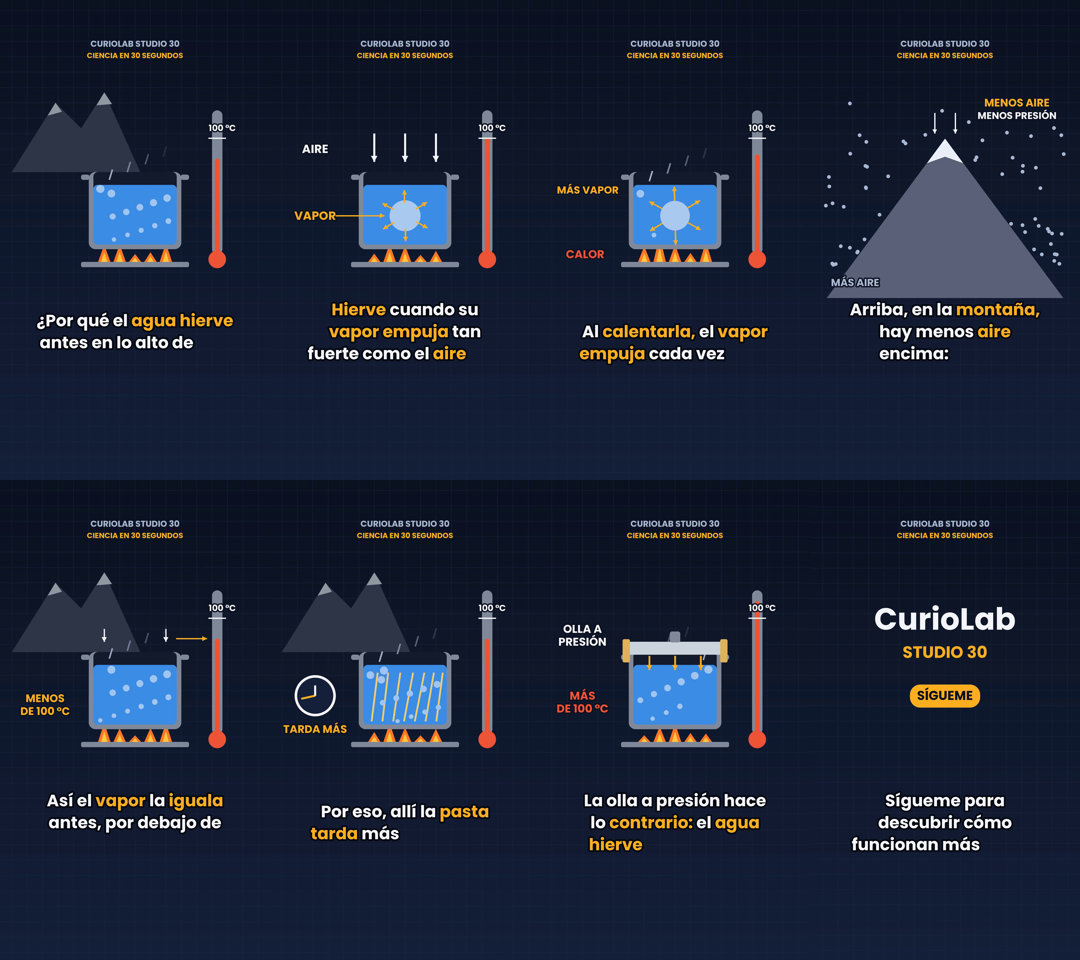 CURIOLAB STUDIO 30
CIENCIA EN 30 SEGUNDOS
100 ºC
¿Por qué el agua hierve
antes en lo alto de
CURIOLAB STUDIO 30
CIENCIA EN 30 SEGUNDOS
100 ºC
AIRE
VAPOR
Hierve cuando su
vapor empuja tan
fuerte como el aire
CURIOLAB STUDIO 30
CIENCIA EN 30 SEGUNDOS
100 ºC
MÁS VAPOR
CALOR
Al calentarla, el vapor
empuja cada vez
CURIOLAB STUDIO 30
CIENCIA EN 30 SEGUNDOS
MENOS AIRE
MENOS PRESIÓN
MÁS AIRE
Arriba, en la montaña,
hay menos aire
encima:
CURIOLAB STUDIO 30
CIENCIA EN 30 SEGUNDOS
100 ºC
MENOS
DE 100 ºC
Así el vapor la iguala
antes, por debajo de
CURIOLAB STUDIO 30
CIENCIA EN 30 SEGUNDOS
100 ºC
TARDA MÁS
Por eso, allí la pasta
tarda más
CURIOLAB STUDIO 30
CIENCIA EN 30 SEGUNDOS
100 ºC
OLLA A
PRESIÓN
MÁS
DE 100 ºC
La olla a presión hace
lo contrario: el agua
hierve
CURIOLAB STUDIO 30
CIENCIA EN 30 SEGUNDOS
CurioLab
STUDIO 30
SÍGUEME
Sígueme para
descubrir cómo
funcionan más